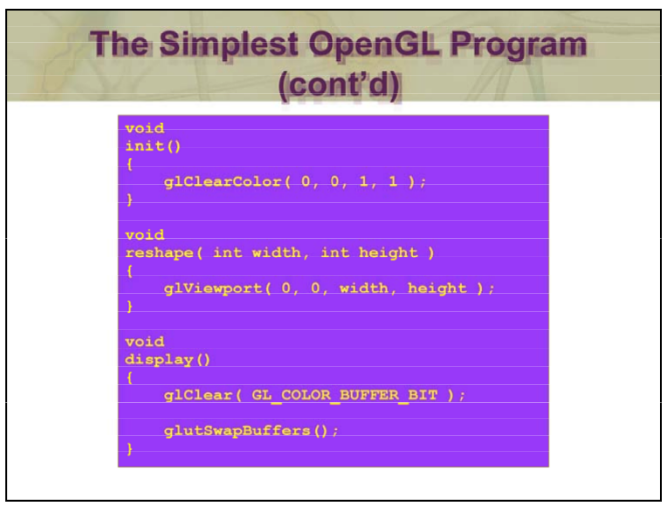 The Simplest OpenGL Program
(cont'd)
void
init()
{
    glClearColor( 0, 0, 1, 1 );
}
void
reshape( int width, int height )
{
    glViewport( 0, 0, width, height );
}
void
display()
{
    glClear( GL_COLOR_BUFFER_BIT );
    glutSwapBuffers();
}